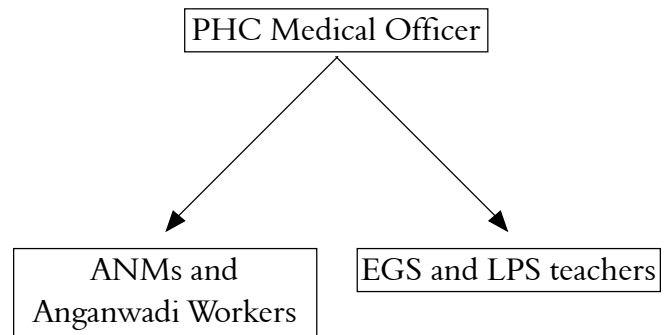 PHC Medical Officer
ANMs and
Anganwadi Workers
EGS and LPS teachers